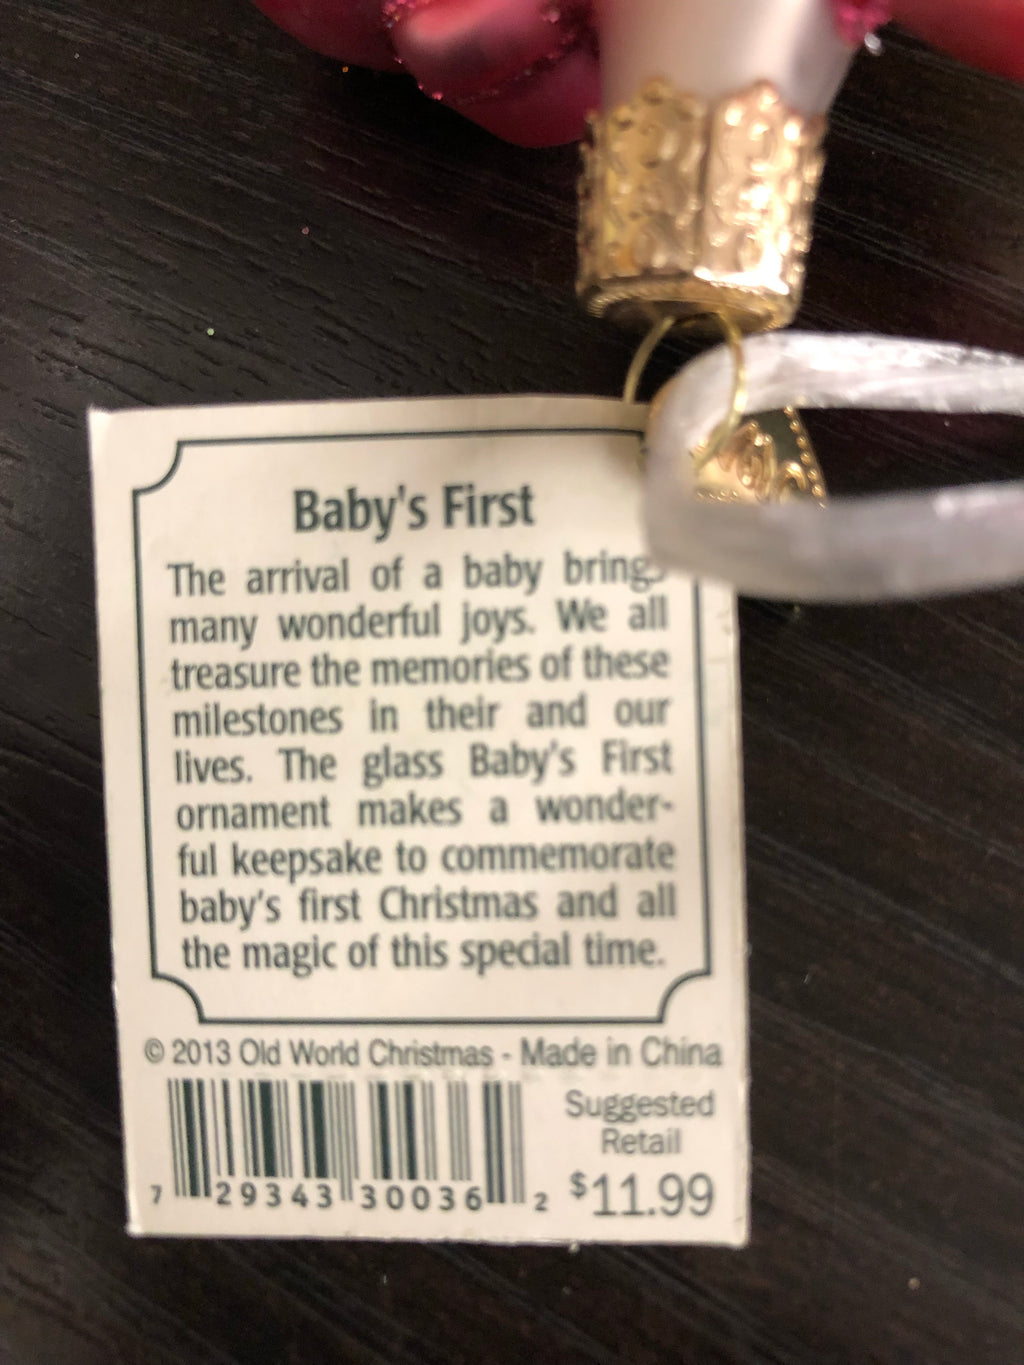 Baby's First
The arrival of a baby brings
many wonderful joys. We all
treasure the memories of these
milestones in their and our
lives. The glass Baby's First
ornament makes a wonder-
ful keepsake to commemorate
baby's first Christmas and all
the magic of this special time.
© 2013 Old World Christmas - Made in China
Suggested
Retail
$11.99
7 29343 30036 2